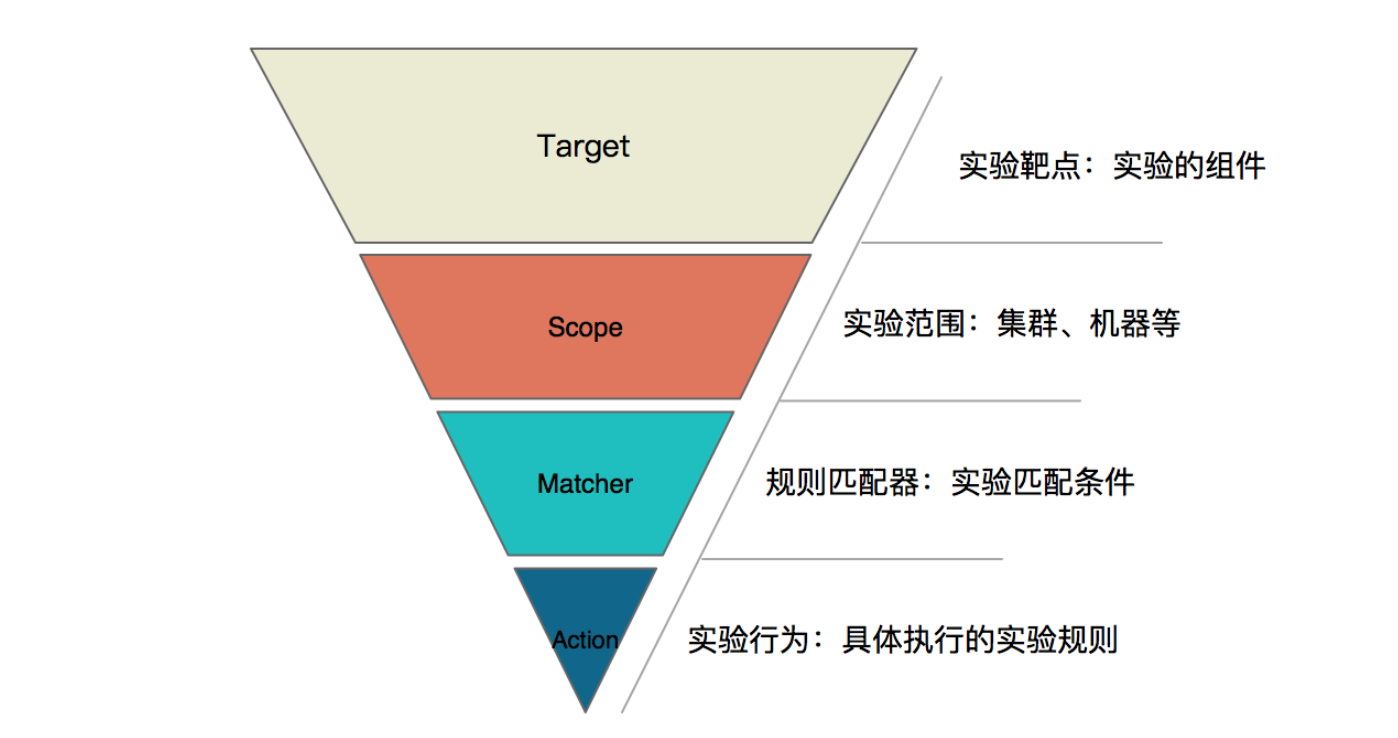 Target
实验靶点：实验的组件
Scope
实验范围：集群、机器等
Matcher
规则匹配器：实验匹配条件
Action
实验行为：具体执行的实验规则